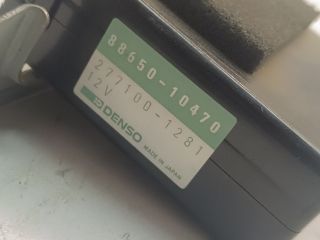 88650-10470
277100-1281
12V
DENSO
MADE IN JAPAN